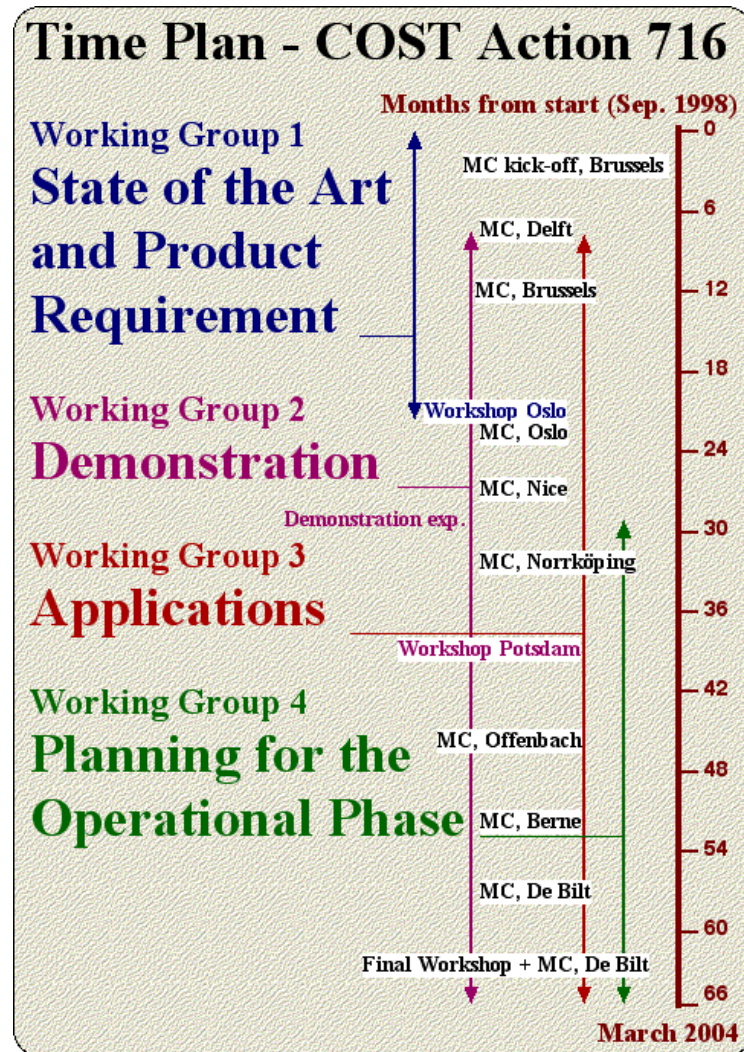 Time Plan - COST Action 716
Months from start (Sep. 1998)
Working Group 1
State of the Art
and Product
Requirement
Working Group 2
Demonstration
Demonstration exp.
Working Group 3
Applications
Working Group 4
Planning for the
Operational Phase
MC kick-off, Brussels
MC, Delft
MC, Brussels
Workshop Oslo
MC, Oslo
MC, Nice
MC, Norrköping
Workshop Potsdam
MC, Offenbach
MC, Berne
MC, De Bilt
Final Workshop + MC, De Bilt
0
6
12
18
24
30
36
42
48
54
60
66
March 2004